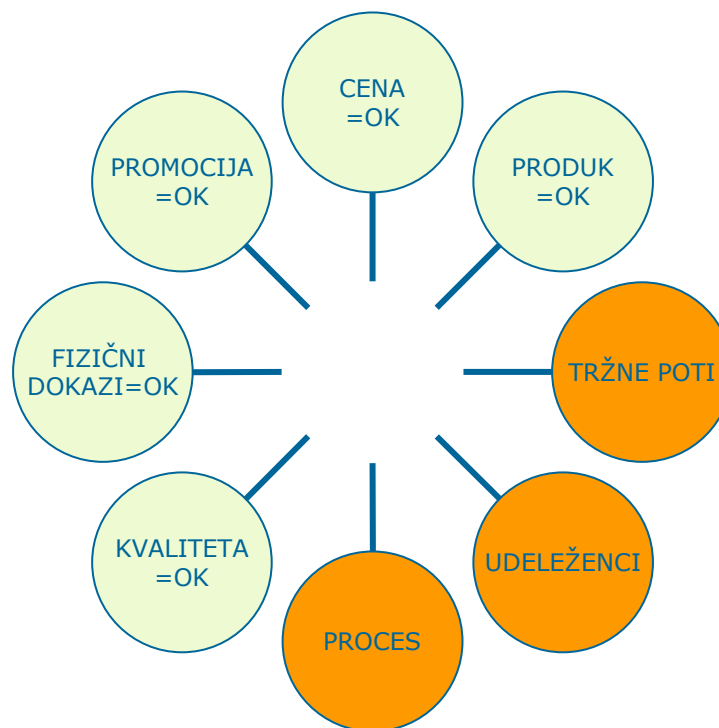 CENA
=OK
PRODUK
=OK
TRŽNE POTI
UDELEŽENCI
PROCES
KVALITETA
=OK
FIZIČNI
DOKAZI=OK
PROMOCIJA
=OK